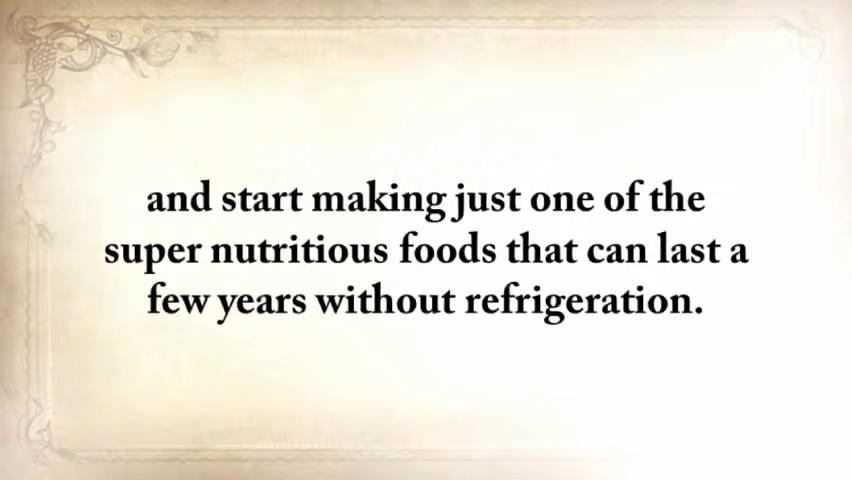 and start making just one of the
super nutritious foods that can last a
few years without refrigeration.